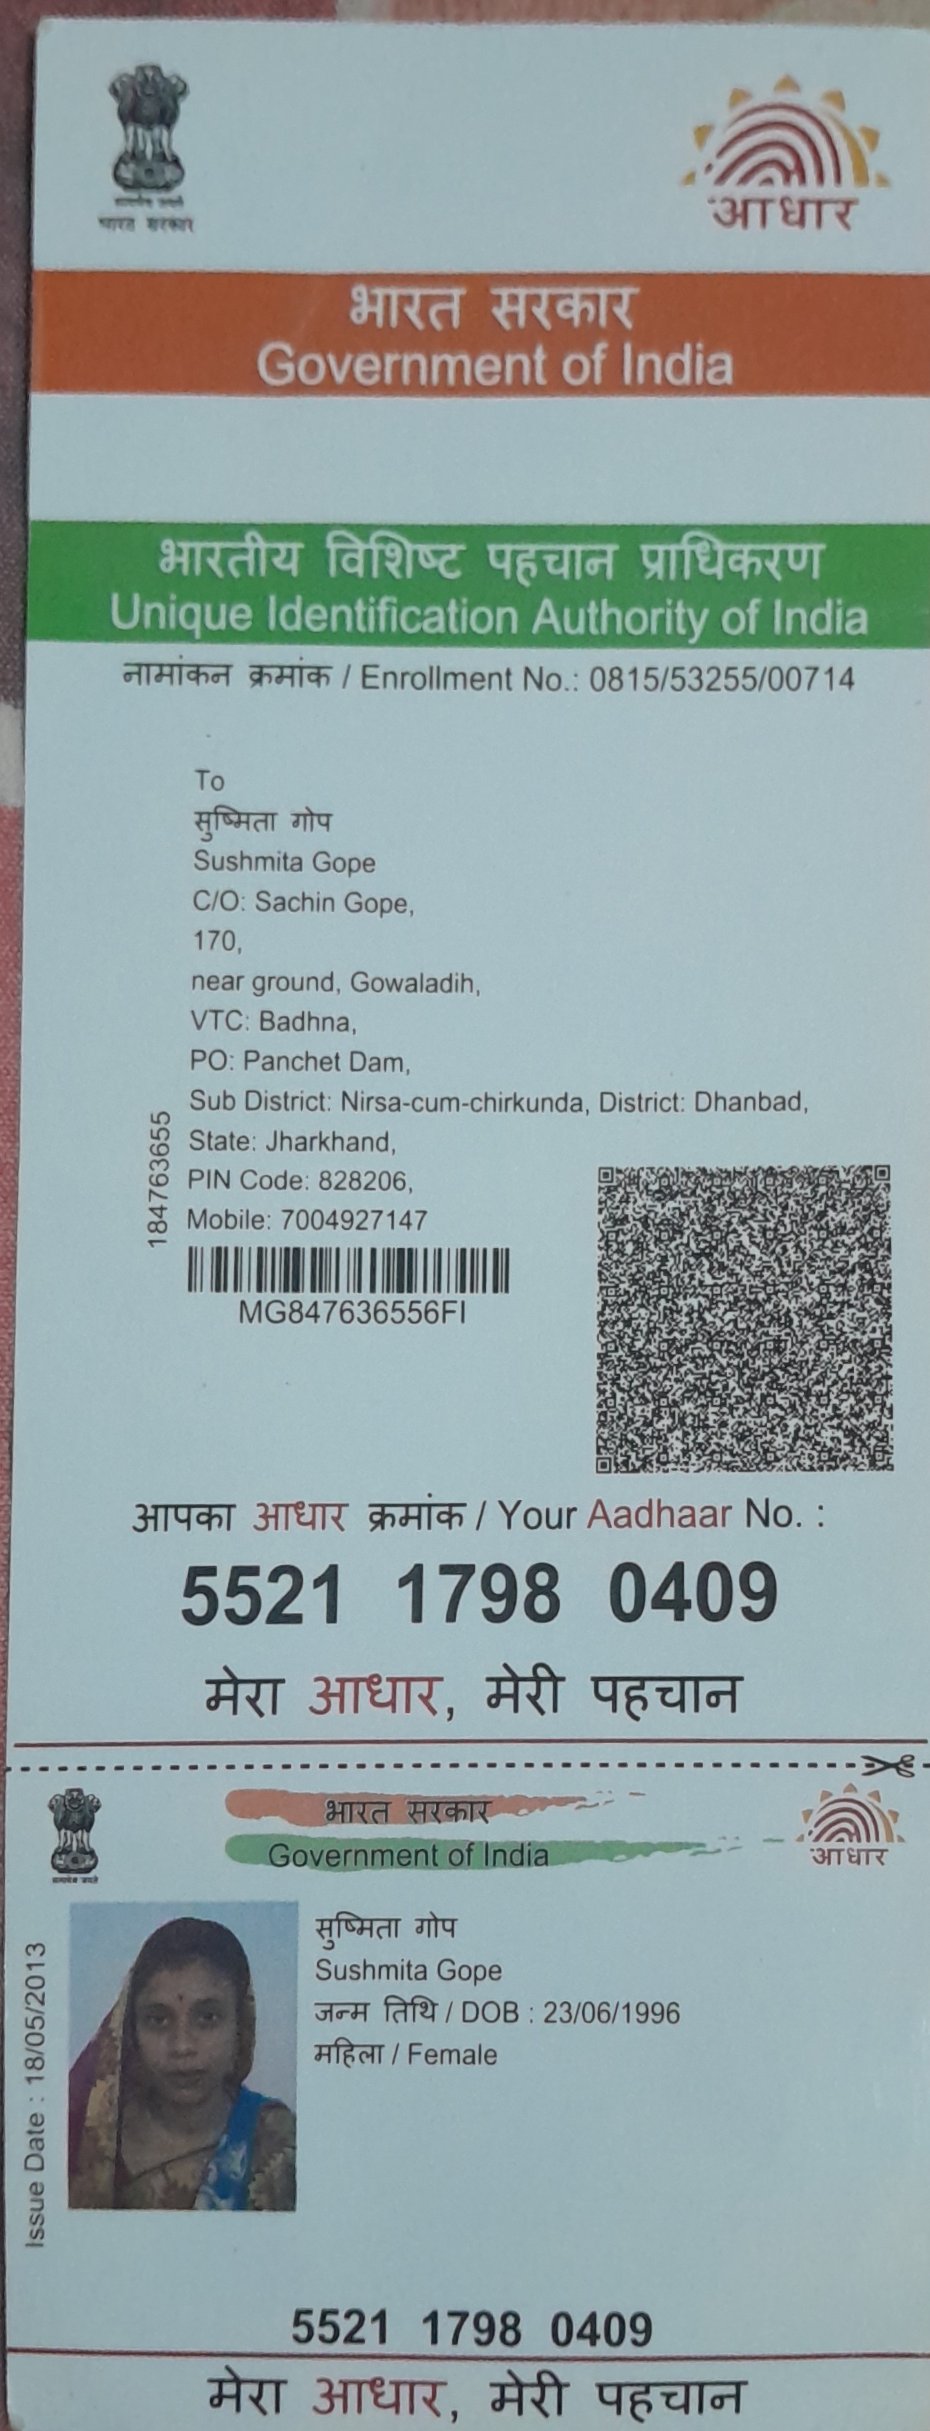 भारत सरकार
आधार
भारत सरकार
Government of India
भारतीय विशिष्ट पहचान प्राधिकरण
Unique Identification Authority of India
नामांकन क्रमांक / Enrollment No.: 0815/53255/00714
To
सुष्मिता गोप
Sushmita Gope
C/O: Sachin Gope,
170,
near ground, Gowaladih,
VTC: Badhna,
PO: Panchet Dam,
Sub District: Nirsa-cum-chirkunda, District: Dhanbad,
State: Jharkhand,
PIN Code: 828206,
Mobile: 7004927147
184763655
MG847636556FI
आपका आधार क्रमांक / Your Aadhaar No. :
5521 1798 0409
मेरा आधार, मेरी पहचान
भारत सरकार
Government of India
आधार
Issue Date : 18/05/2013
सुष्मिता गोप
Sushmita Gope
जन्म तिथि / DOB : 23/06/1996
महिला / Female
5521 1798 0409
मेरा आधार, मेरी पहचान